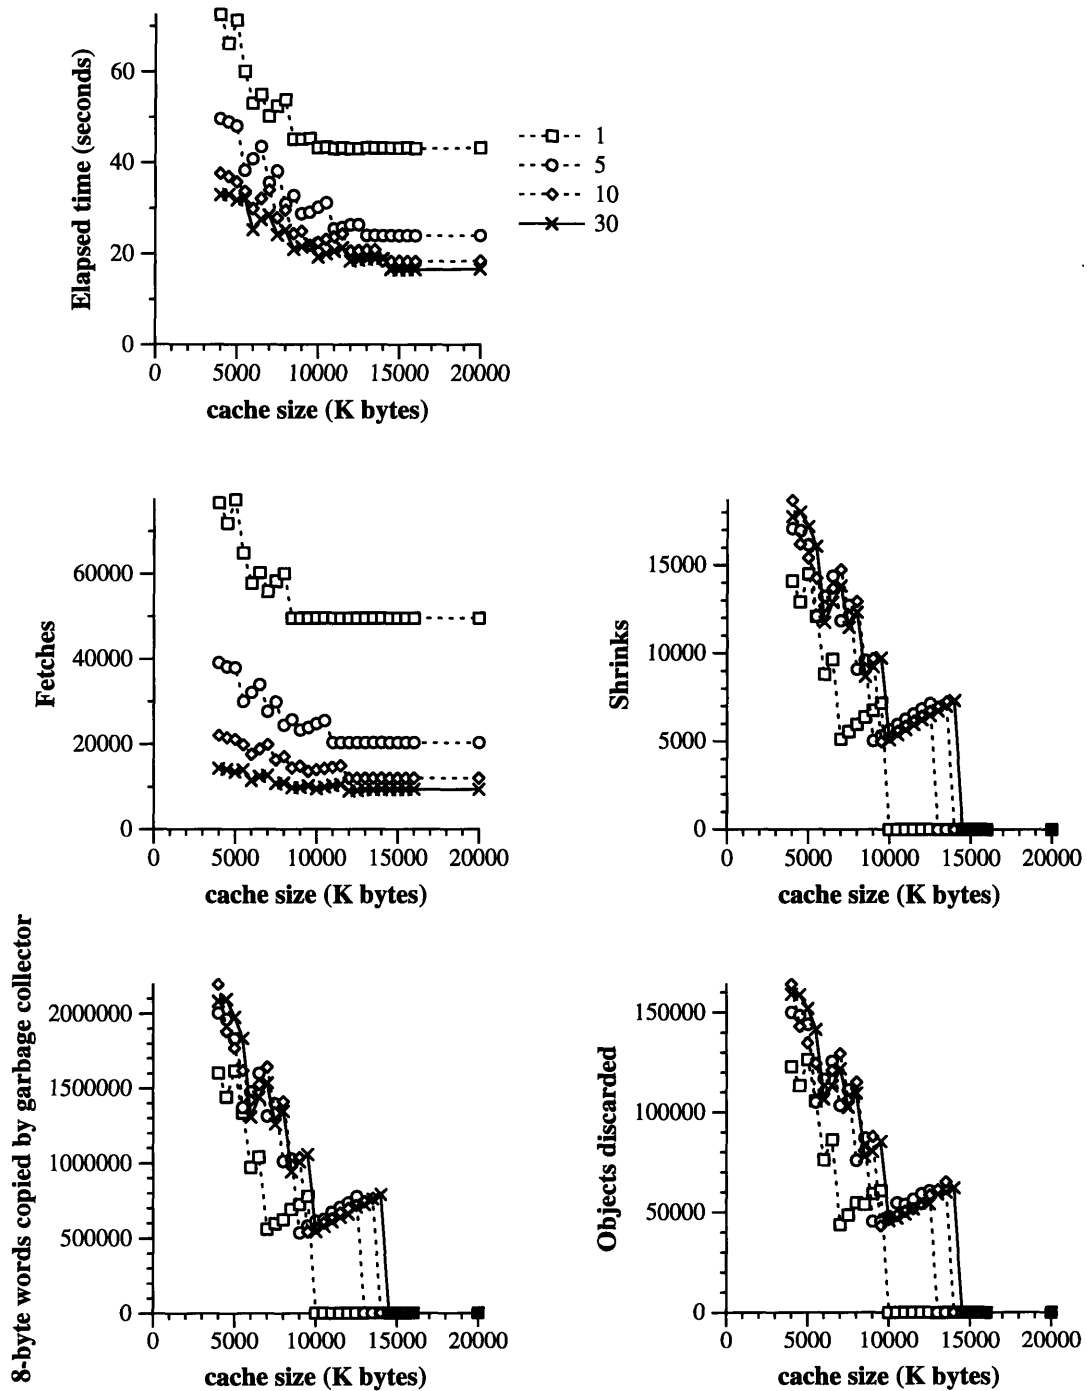 60
40
20
0
0 5000 10000 15000 20000
cache size (K bytes)
Elapsed time (seconds)
1
5
10
30
60000
40000
20000
0
0 5000 10000 15000 20000
cache size (K bytes)
Fetches
15000
10000
5000
0
0 5000 10000 15000 20000
cache size (K bytes)
Shrinks
2000000
1500000
1000000
500000
0
0 5000 10000 15000 20000
cache size (K bytes)
8-byte words copied by garbage collector
150000
100000
50000
0
0 5000 10000 15000 20000
cache size (K bytes)
Objects discarded